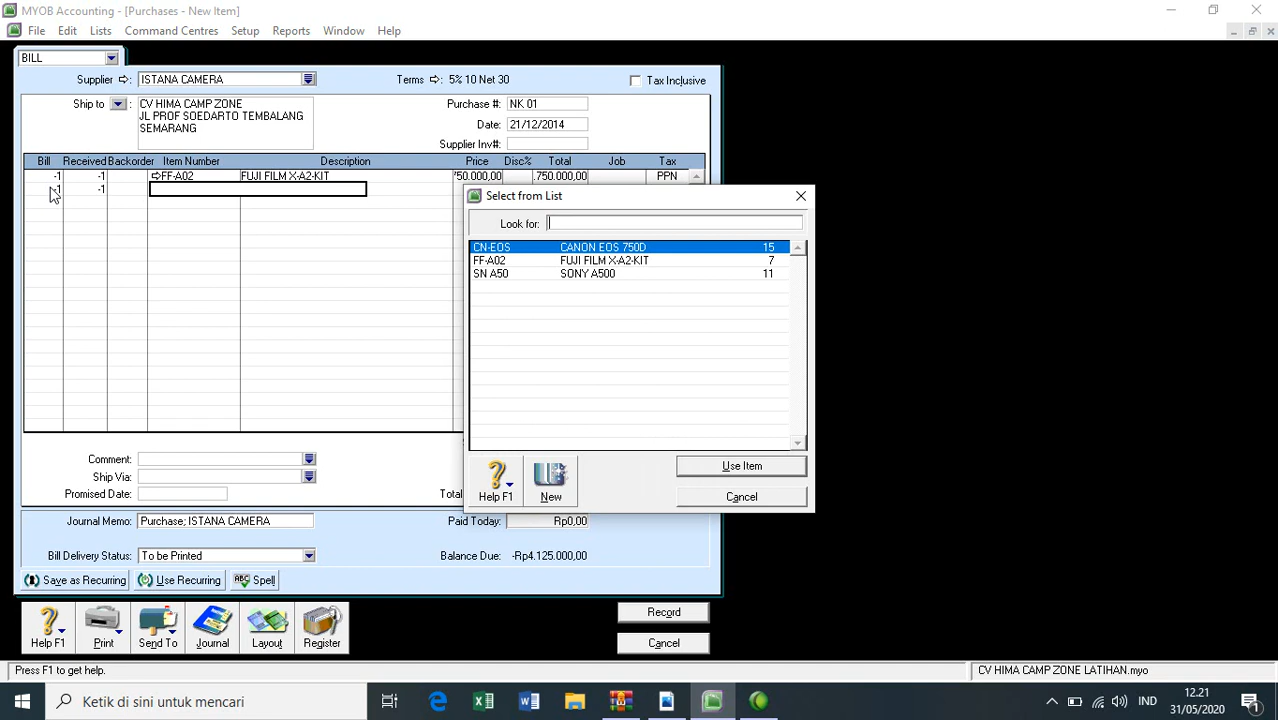 MYOB Accounting - [Purchases - New Item]
File Edit Lists Command Centres Setup Reports Window Help
BILL
Supplier ISTANA CAMERA Terms 5% 10 Net 30 Tax Inclusive
Ship to CV HIMA CAMP ZONE
JL PROF SOEDARTO TEMBALANG
SEMARANG
Purchase #: NK 01
Date: 21/12/2014
Supplier Inv#:
Bill Received Backorder Item Number Description Price Disc% Total Job Tax
-1 -1 FF-A02 FUJI FILM X-A2-KIT '50.000,00 .750.000,00 PPN
-1 -1
Select from List
Look for:
CN-EOS CANON EOS 750D 15
FF-A02 FUJI FILM X-A2-KIT 7
SN A50 SONY A500 11
Help F1 New Use Item
Cancel
Comment:
Ship Via:
Promised Date:
Journal Memo: Purchase; ISTANA CAMERA Paid Today: Rp0,00
Bill Delivery Status: To be Printed Balance Due: -Rp4.125.000,00
Save as Recurring Use Recurring ABC Spell
Help F1 Print Send To Journal Layout Register
Record
Cancel
Press F1 to get help. CV HIMA CAMP ZONE LATIHAN.myo
Ketik di sini untuk mencari
IND
12.21
31/05/2020